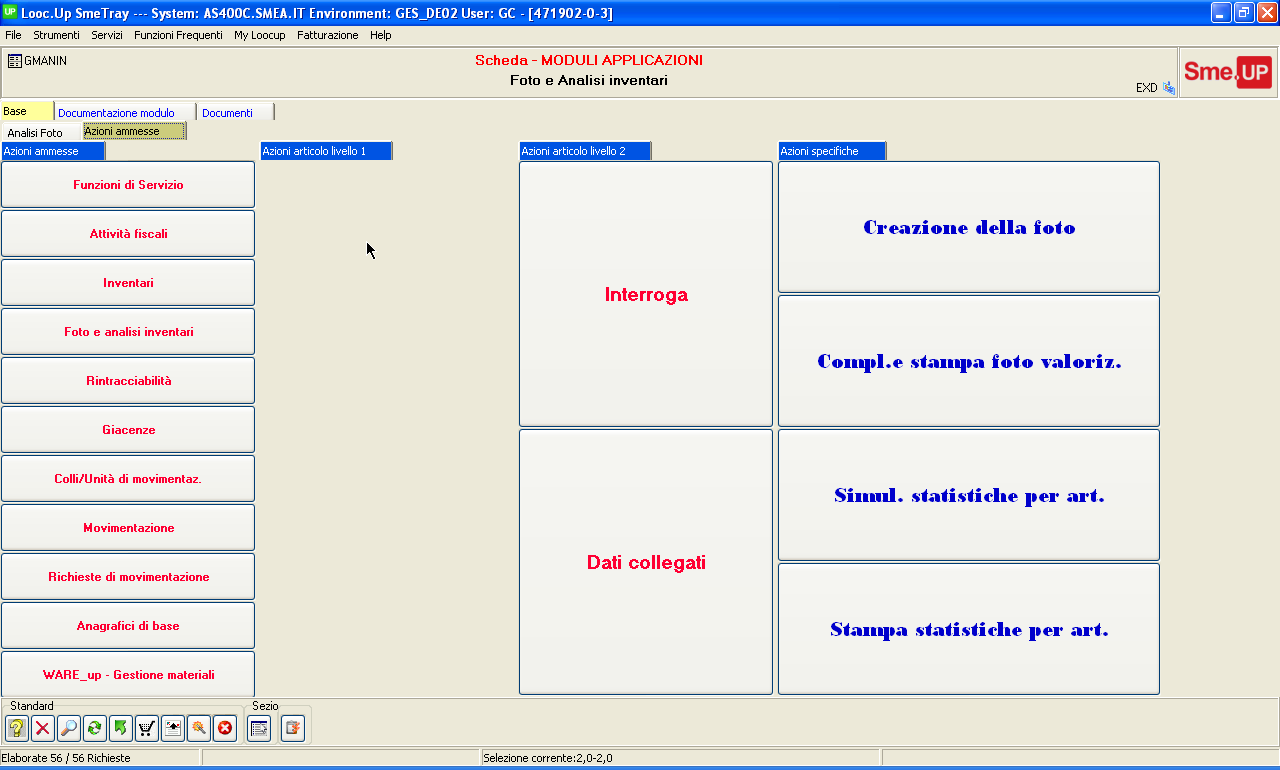 UP Looc.Up SmeTray --- System: AS400C.SMEA.IT Environment: GES_DE02 User: GC - [471902-0-3]
File Strumenti Servizi Funzioni Frequenti My Loocup Fatturazione Help
GMANIN
Scheda - MODULI APPLICAZIONI
Foto e Analisi inventari
EXD
Sme.UP
Base Documentazione modulo Documenti
Analisi Foto Azioni ammesse
Azioni ammesse Azioni articolo livello 1 Azioni articolo livello 2 Azioni specifiche
Funzioni di Servizio
Attività fiscali
Inventari
Foto e analisi inventari
Rintracciabilità
Giacenze
Colli/Unità di movimentaz.
Movimentazione
Richieste di movimentazione
Anagrafici di base
WARE_up - Gestione materiali
Interroga
Dati collegati
Creazione della foto
Compl.e stampa foto valoriz.
Simul. statistiche per art.
Stampa statistiche per art.
Standard Sezio
Elaborate 56 / 56 Richieste Selezione corrente:2,0-2,0